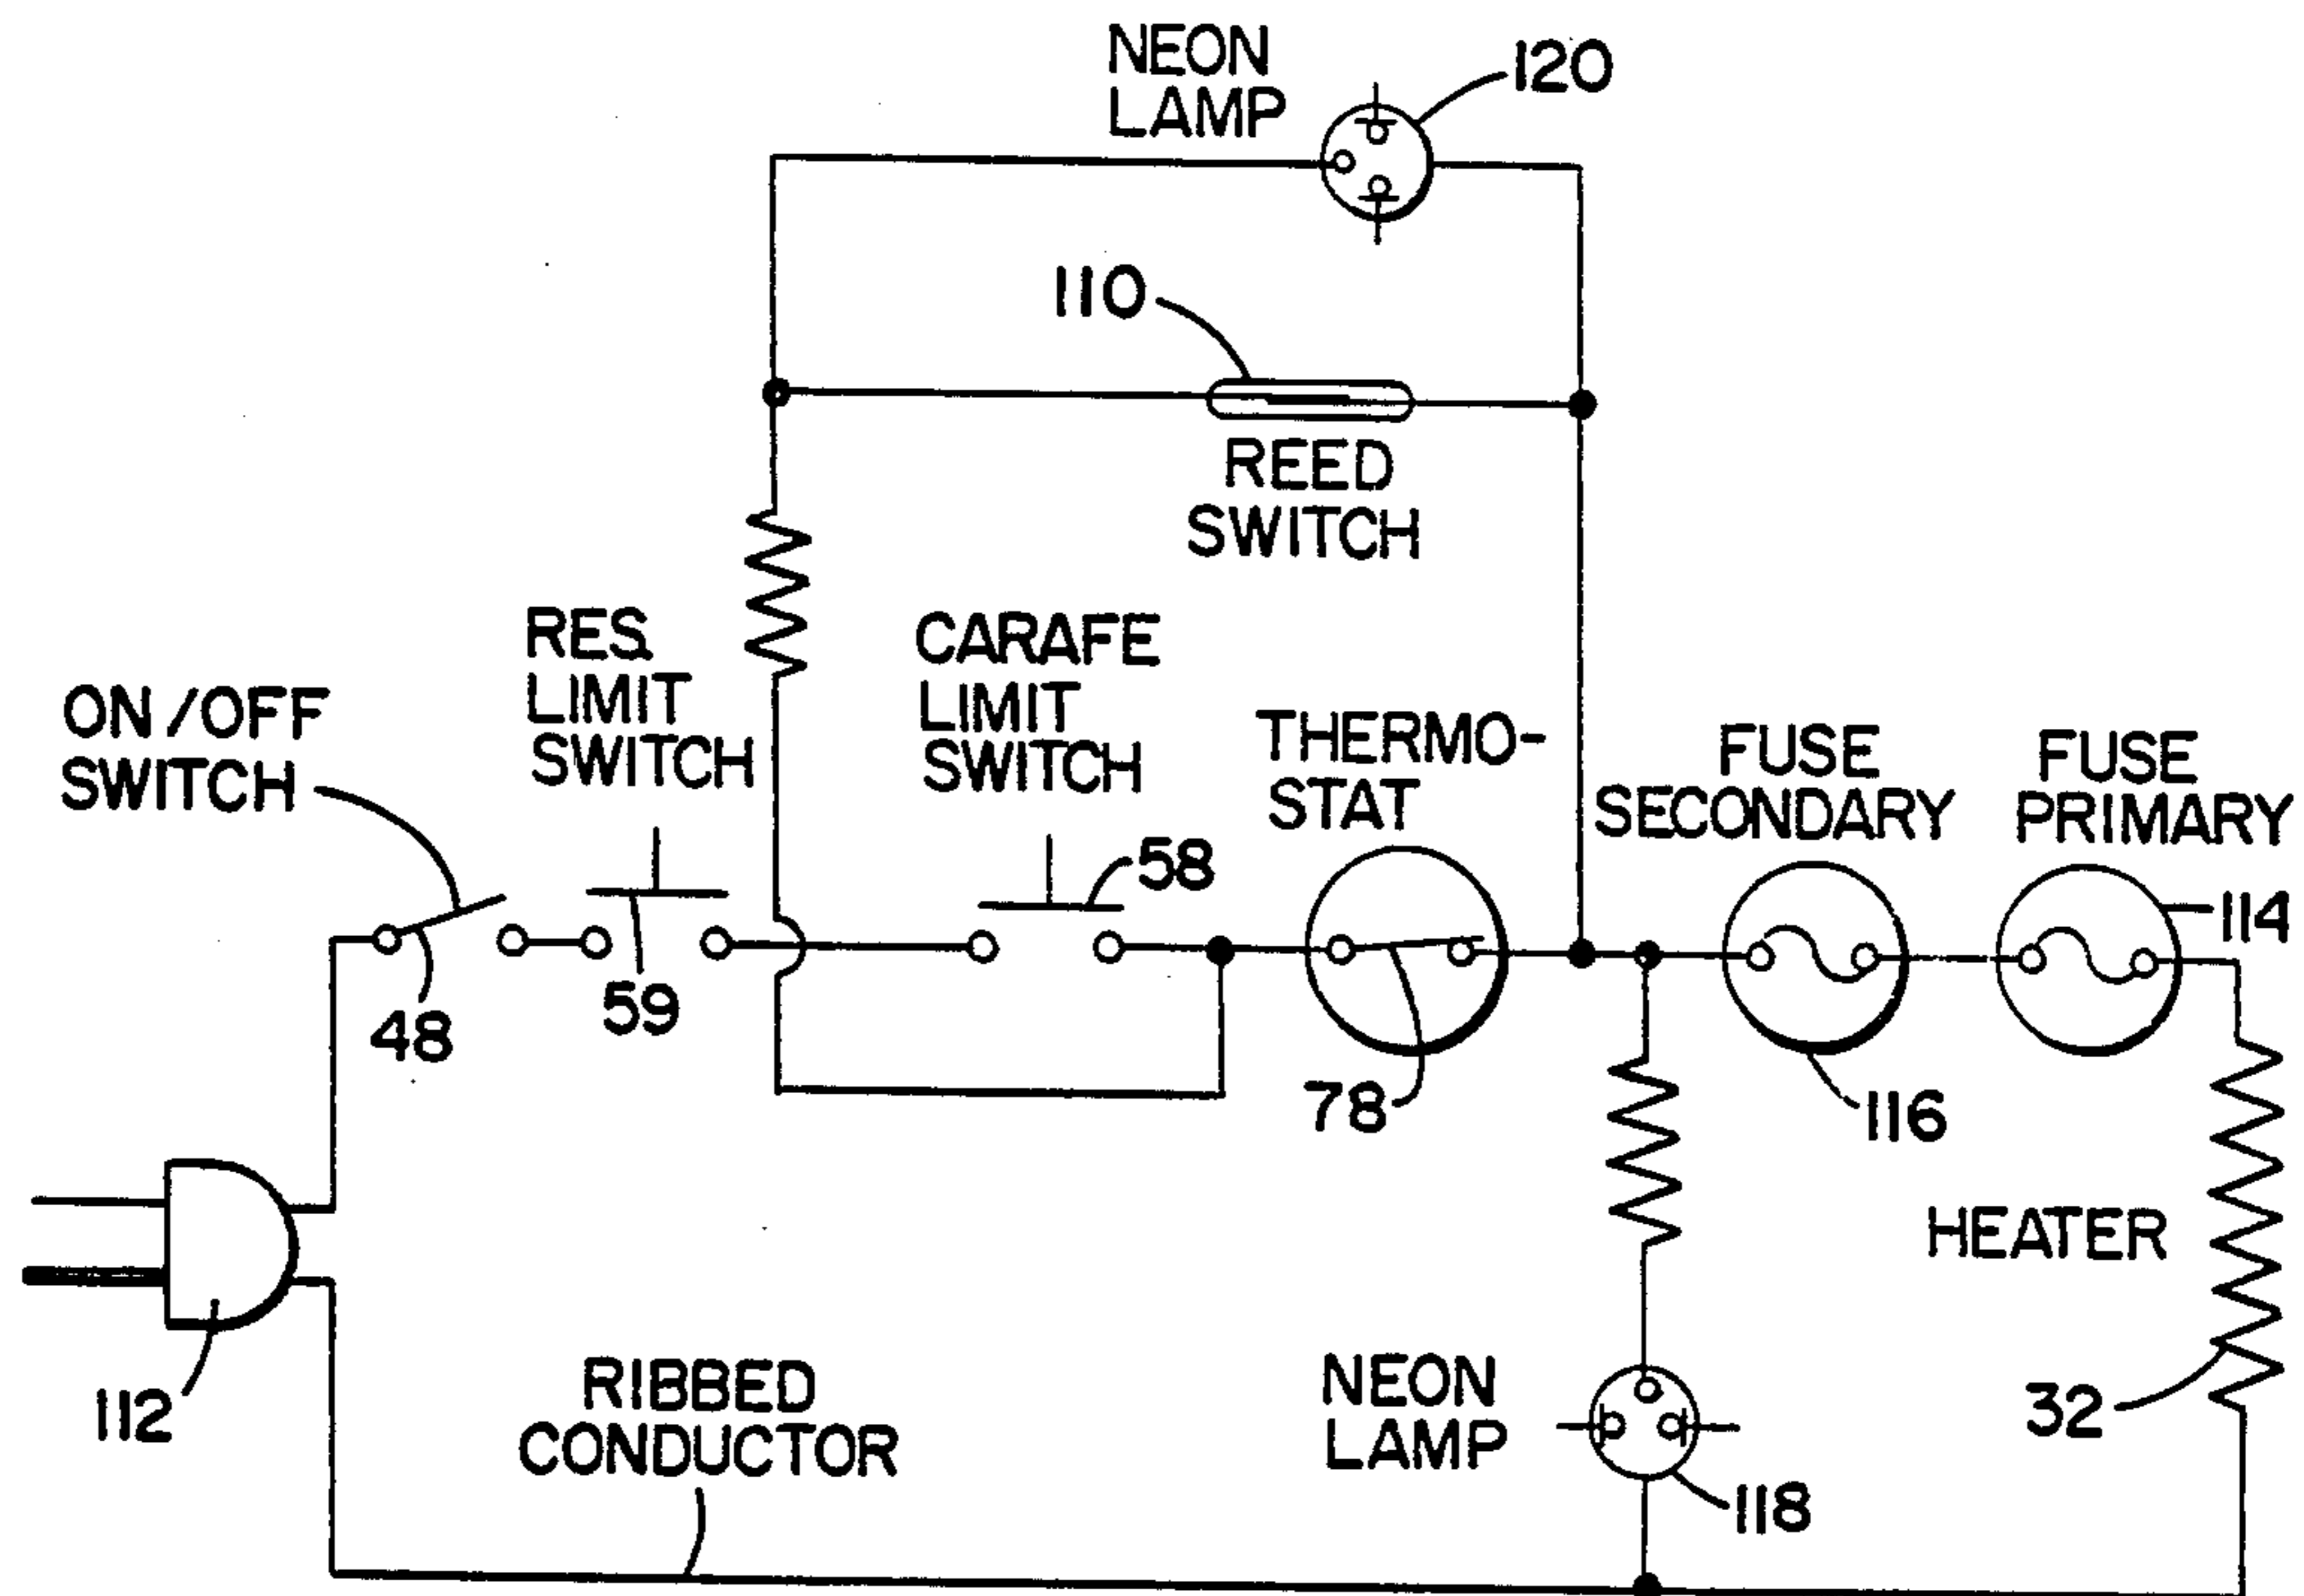 NEON
LAMP
120
110
REED
SWITCH
RES.
LIMIT
SWITCH
CARAFE
LIMIT
SWITCH
ON/OFF
SWITCH
THERMO-
STAT
FUSE
SECONDARY
FUSE
PRIMARY
58
114
59
48
78
116
HEATER
112
RIBBED
CONDUCTOR
NEON
LAMP
32
118